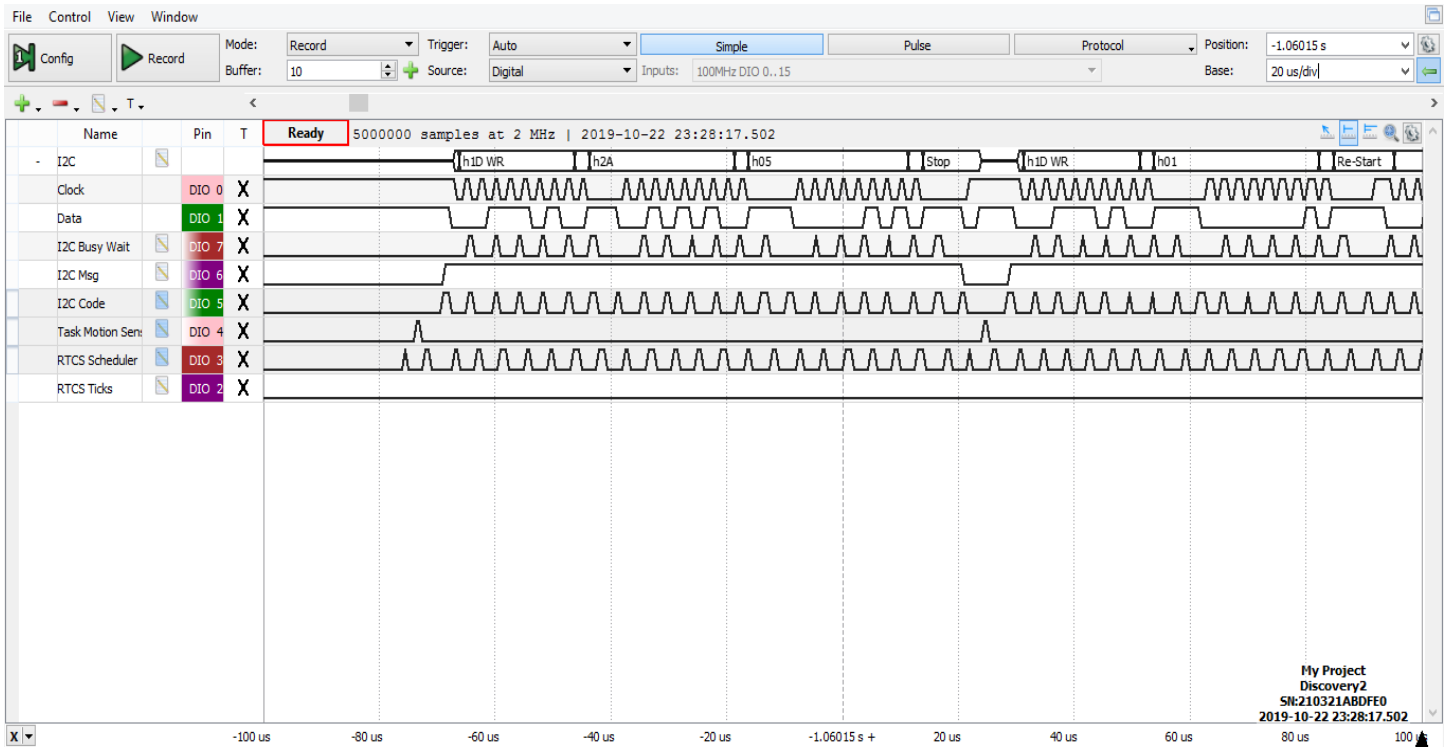 File Control View Window
1 Config Record Mode: Record Trigger: Auto Simple Pulse Protocol Position: -1.06015 s
Buffer: 10 Source: Digital Inputs: 100MHz DIO 0..15 Base: 20 us/div
T
Name Pin T Ready 5000000 samples at 2 MHz | 2019-10-22 23:28:17.502
- I2C h1D WR h2A h05 Stop h1D WR h01 Re-Start
Clock DIO 0 X
Data DIO 1 X
I2C Busy Wait DIO 7 X
I2C Msg DIO 6 X
I2C Code DIO 5 X
Task Motion Sen DIO 4 X
RTCS Scheduler DIO 3 X
RTCS Ticks DIO 2 X
My Project
Discovery2
SN:210321ABDFE0
2019-10-22 23:28:17.502
X -100 us -80 us -60 us -40 us -20 us -1.06015 s + 20 us 40 us 60 us 80 us 100